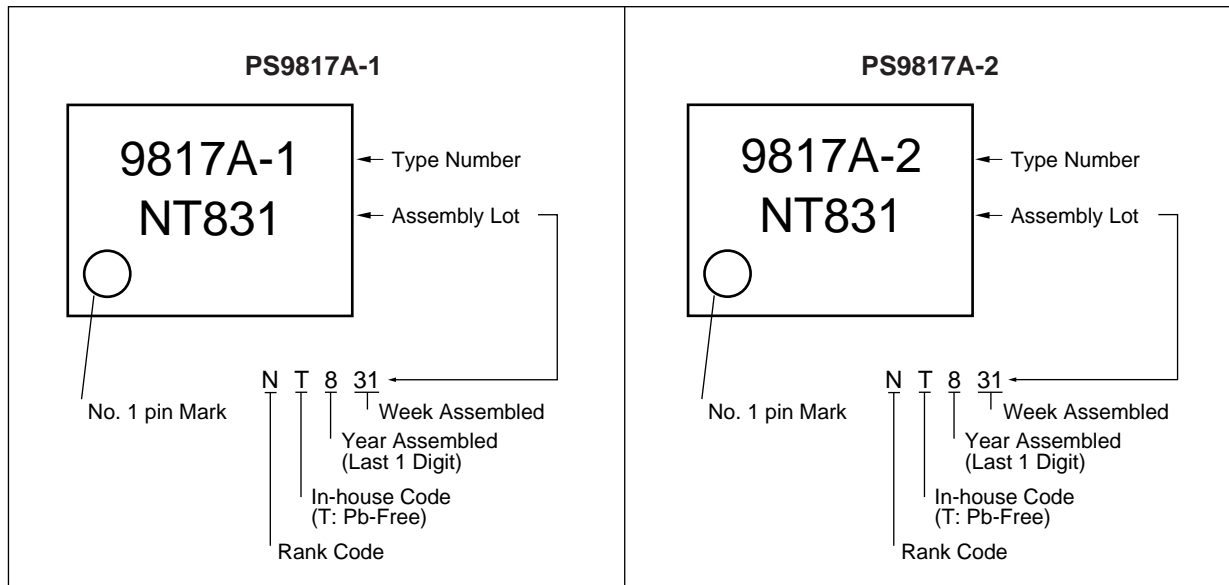 PS9817A-1
9817A-1
NT831
Type Number
Assembly Lot
N T 8 31
No. 1 pin Mark
Week Assembled
Year Assembled
(Last 1 Digit)
In-house Code
(T: Pb-Free)
Rank Code
PS9817A-2
9817A-2
NT831
Type Number
Assembly Lot
N T 8 31
No. 1 pin Mark
Week Assembled
Year Assembled
(Last 1 Digit)
In-house Code
(T: Pb-Free)
Rank Code